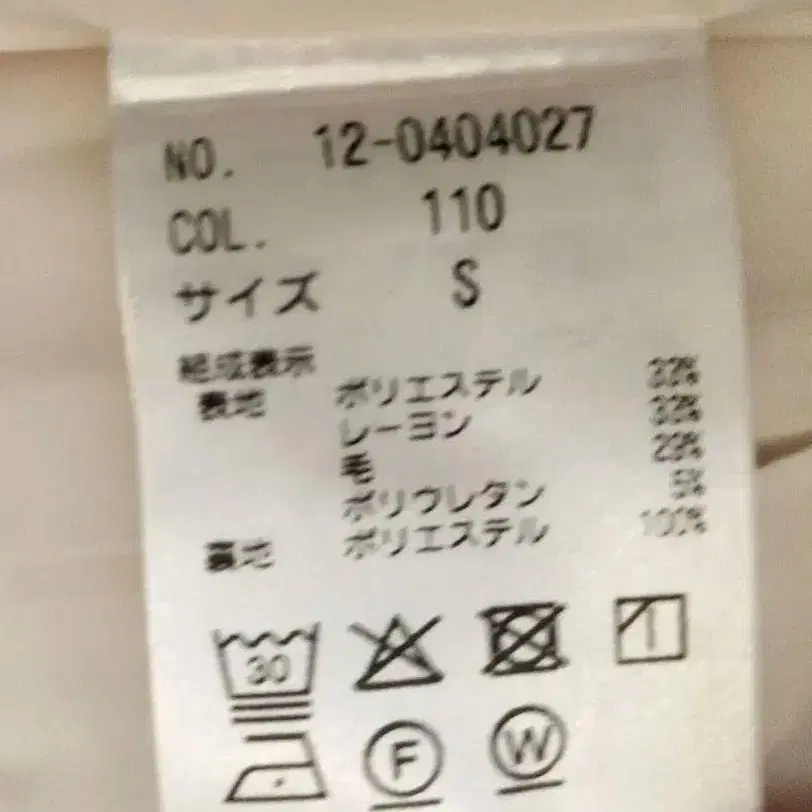 NO. 12-0404027
COL. 110
サイズ S
組成表示
表地 ポリエステル 33%
レーヨン 33%
毛 29%
ポリウレタン 5%
裏地 ポリエステル 100%
30
F W